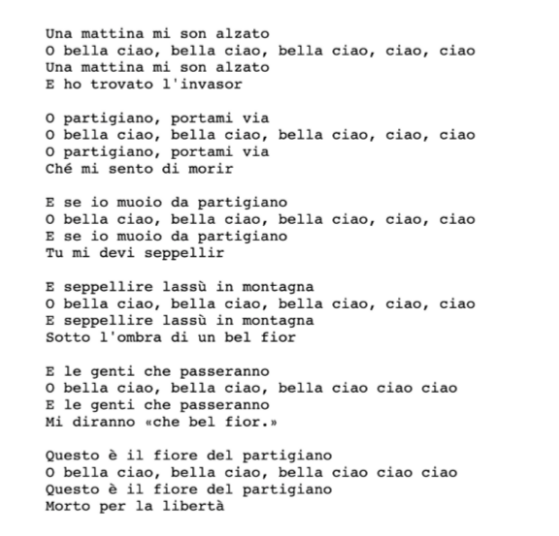 Una mattina mi son alzato
O bella ciao, bella ciao, bella ciao, ciao, ciao
Una mattina mi son alzato
E ho trovato l'invasor

O partigiano, portami via
O bella ciao, bella ciao, bella ciao, ciao, ciao
O partigiano, portami via
Ché mi sento di morir

E se io muoio da partigiano
O bella ciao, bella ciao, bella ciao, ciao, ciao
E se io muoio da partigiano
Tu mi devi seppellir

E seppellire lassù in montagna
O bella ciao, bella ciao, bella ciao, ciao, ciao
E seppellire lassù in montagna
Sotto l'ombra di un bel fior

E le genti che passeranno
O bella ciao, bella ciao, bella ciao ciao ciao
E le genti che passeranno
Mi diranno «che bel fior.»

Questo è il fiore del partigiano
O bella ciao, bella ciao, bella ciao ciao ciao
Questo è il fiore del partigiano
Morto per la libertà